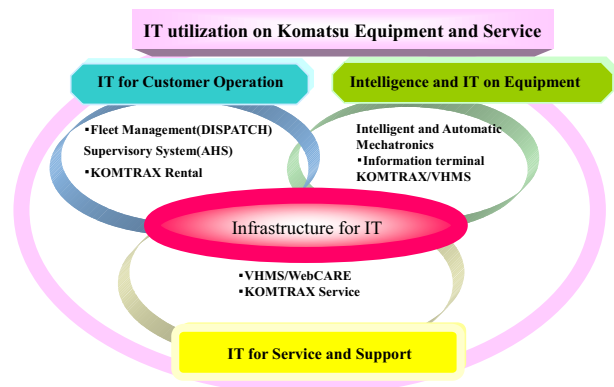 IT utilization on Komatsu Equipment and Service
IT for Customer Operation
Intelligence and IT on Equipment
▪Fleet Management(DISPATCH)
Supervisory System(AHS)
▪KOMTRAX Rental
Intelligent and Automatic
Mechatronics
▪Information terminal
KOMTRAX/VHMS
Infrastructure for IT
▪VHMS/WebCARE
▪KOMTRAX Service
IT for Service and Support